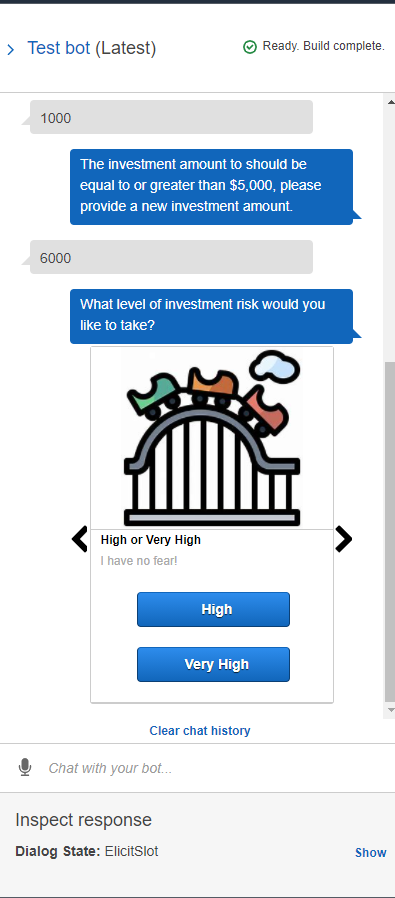 Test bot (Latest)
Ready. Build complete.
1000
The investment amount to should be
equal to or greater than $5,000, please
provide a new investment amount.
6000
What level of investment risk would you
like to take?
High or Very High
I have no fear!
High
Very High
Clear chat history
Chat with your bot...
Inspect response
Dialog State: ElicitSlot
Show